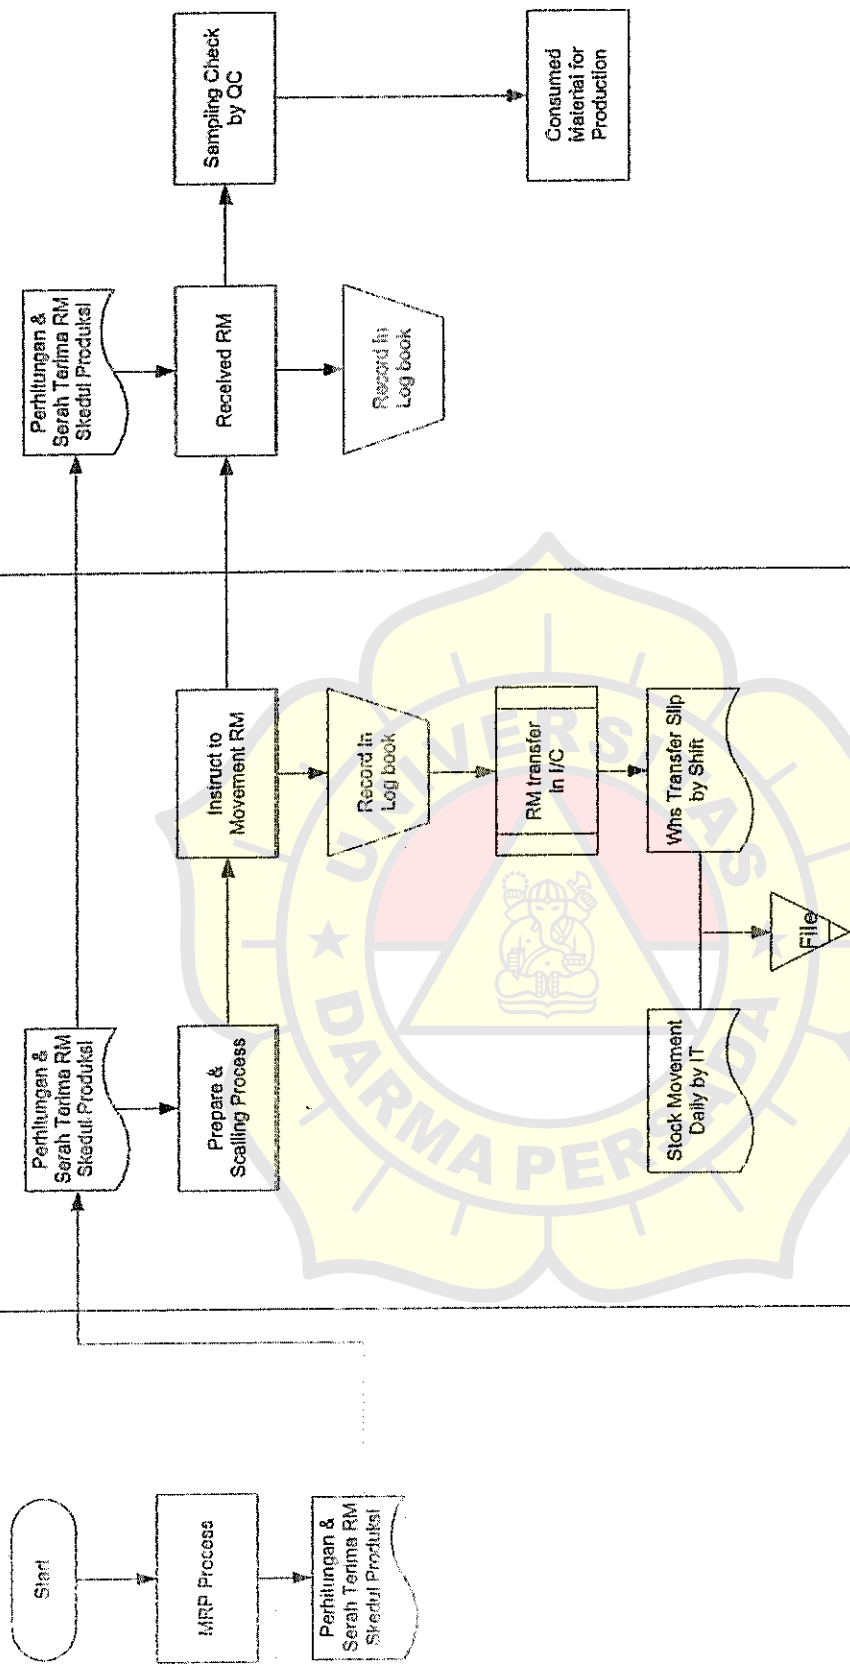 Start
MRP Process
Perhitungan &
Serah Terima RM
Skedul Produksi
Perhitungan &
Serah Terima RM
Skedul Produksi
Prepare &
Scalling Process
Instruct to
Movement RM
Record In
Log book
RM transfer
in I/C
Whs Transfer Slip
by Shift
Stock Movement
Daily by IT
File
Perhitungan &
Serah Terima RM
Skedul Produksi
Received RM
Record In
Log book
Sampling Check
by QC
Consumed
Material for
Production
UNIVERSITAS
DARMA PERSADA